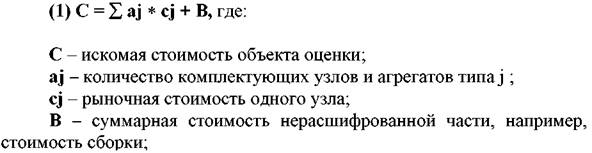 (1) С = ∑ aj * cj + В, где:
С – искомая стоимость объекта оценки;
aj – количество комплектующих узлов и агрегатов типа j ;
cj – рыночная стоимость одного узла;
В – суммарная стоимость нерасшифрованной части, например,
стоимость сборки;